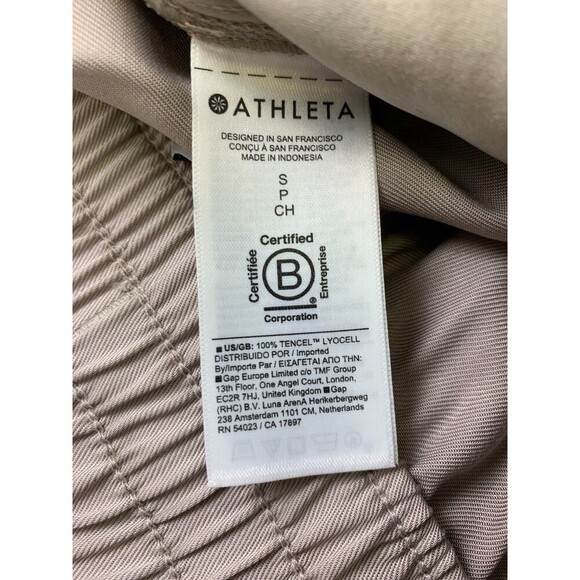 ATHLETA
DESIGNED IN SAN FRANCISCO
CONÇU À SAN FRANCISCO
MADE IN INDONESIA
S
P
CH
Certified
Certifiée
B
Entreprise
®
Corporation
■ US/GB: 100% TENCEL™ LYOCELL
DISTRIBUIDO POR / Imported
By/Importe Par / ΕΙΣΑΓΕΤΑΙ ΑΠΟ ΤΗΝ:
■ Gap Europe Limited c/o TMF Group
13th Floor, One Angel Court, London,
EC2R 7HJ, United Kingdom ■ Gap
(RHC) B.V. Luna ArenA Herikerbergweg
238 Amsterdam 1101 CM, Netherlands
RN 54023 / CA 17897